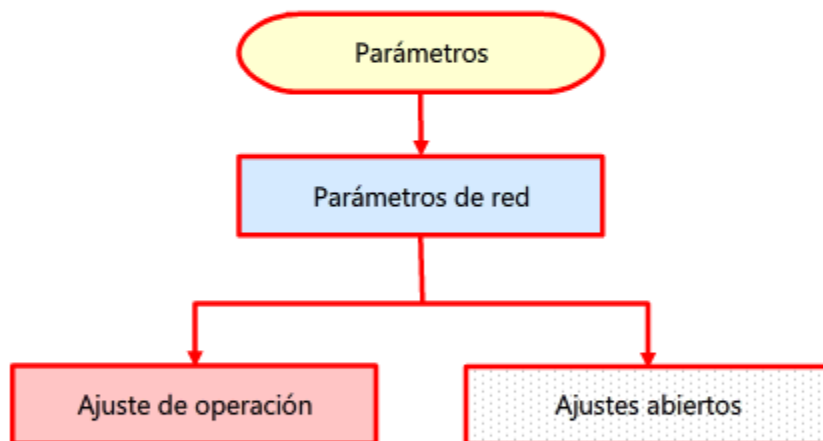 Parámetros
Parámetros de red
Ajuste de operación
Ajustes abiertos